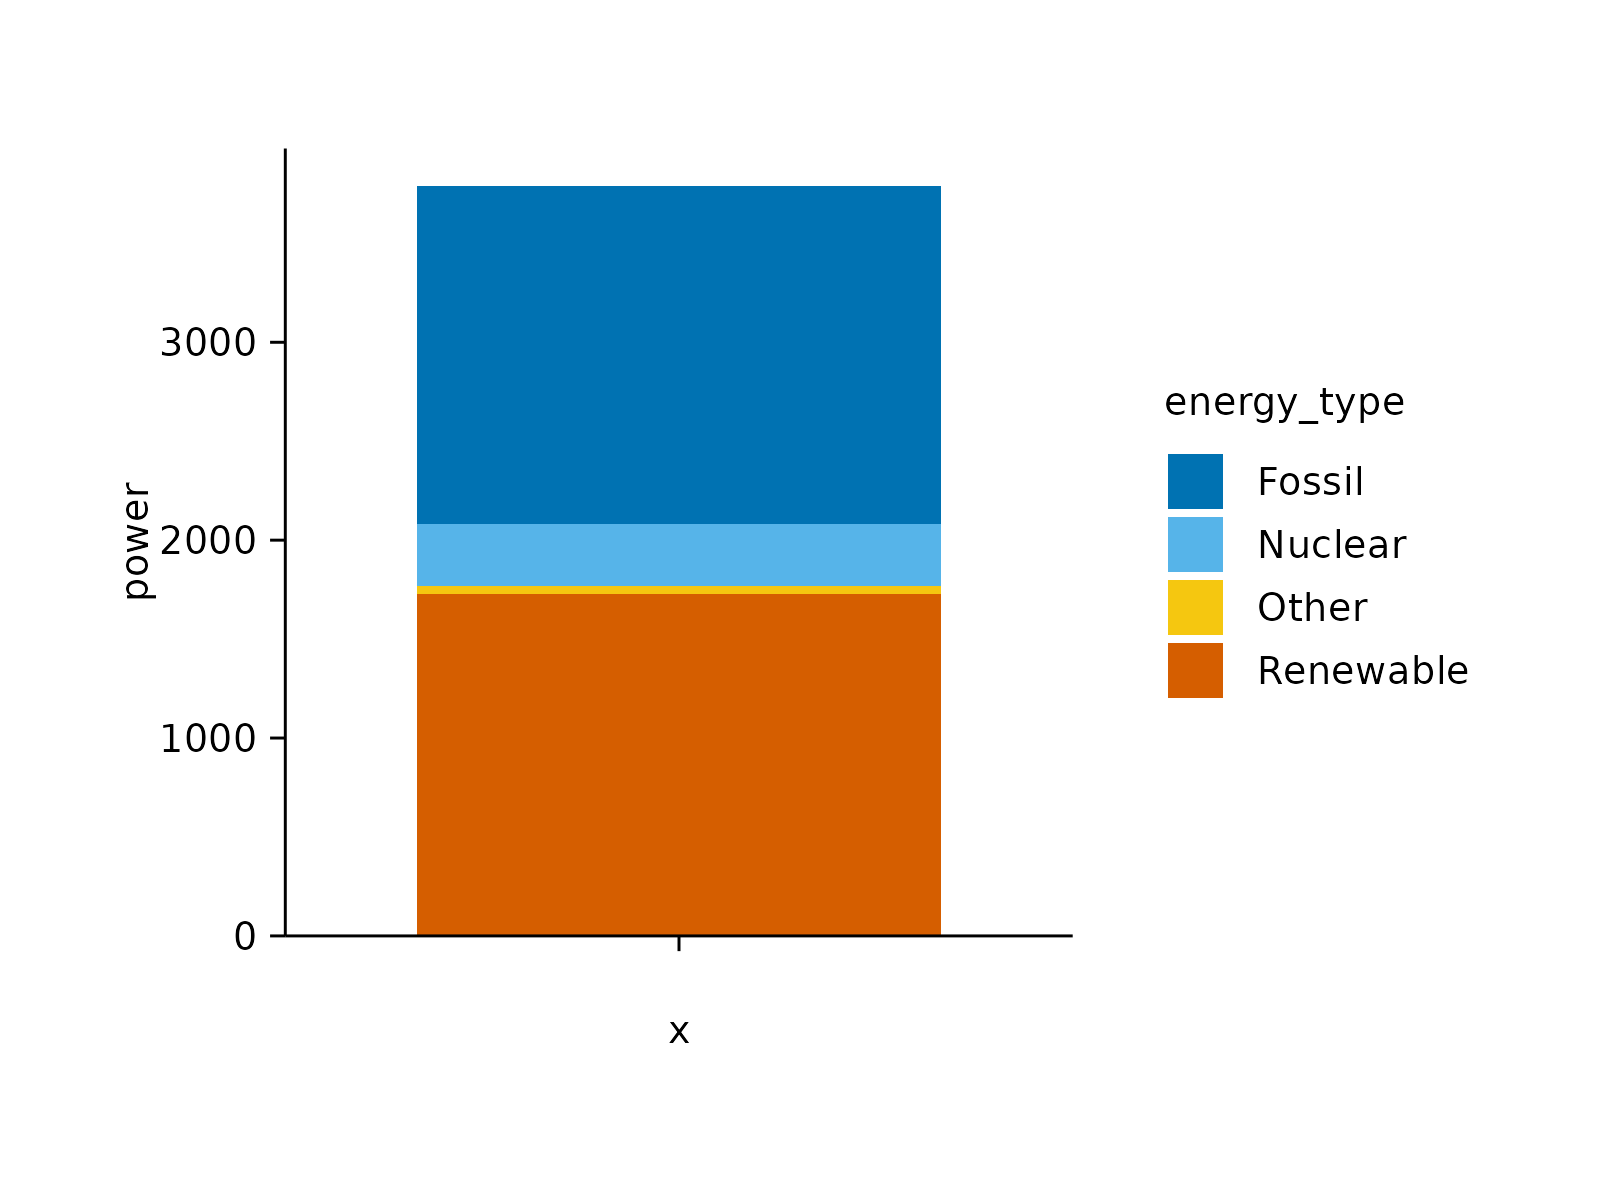 3000
2000
1000
0
power
x
energy_type
Fossil
Nuclear
Other
Renewable